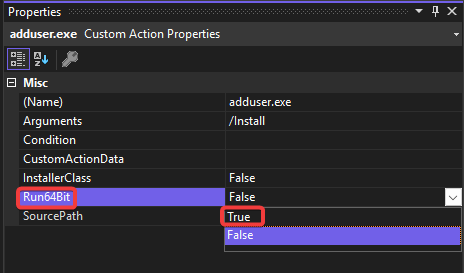 Properties
adduser.exe Custom Action Properties
Misc
(Name) adduser.exe
Arguments /Install
Condition
CustomActionData
InstallerClass False
Run64Bit False
SourcePath True
False